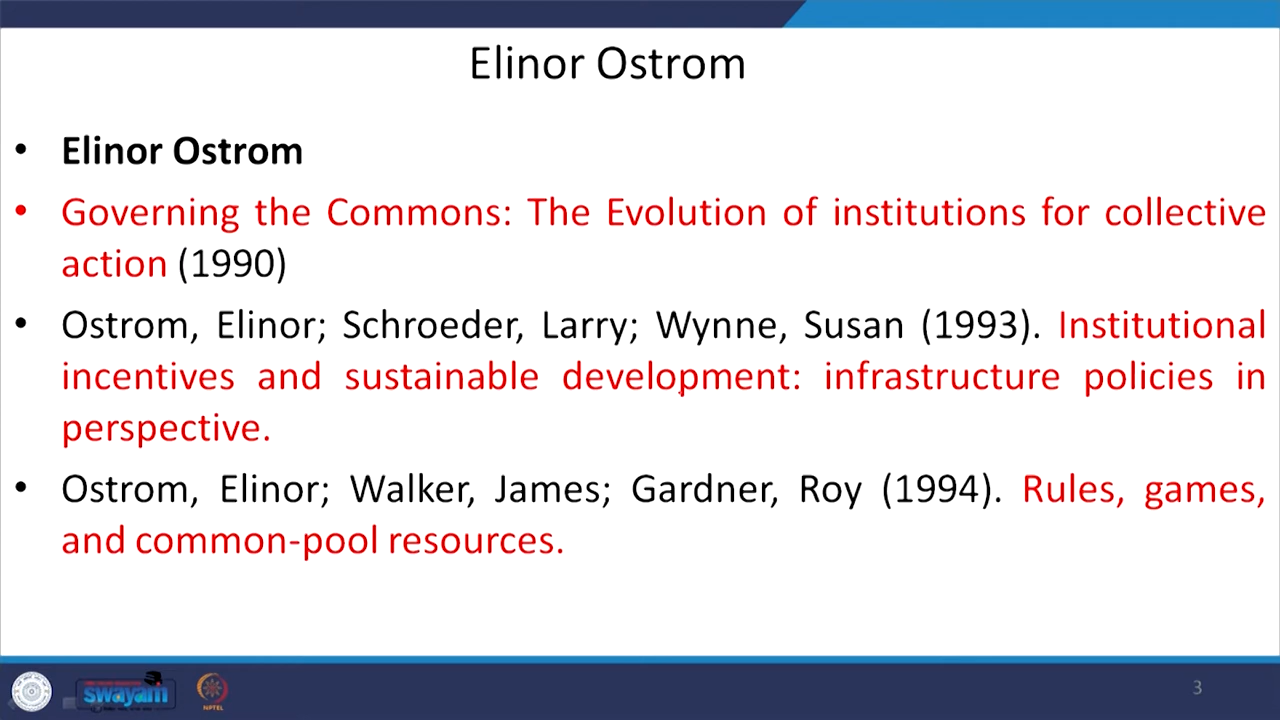 Elinor Ostrom
• Elinor Ostrom
• Governing the Commons: The Evolution of institutions for collective
action (1990)
• Ostrom, Elinor; Schroeder, Larry; Wynne, Susan (1993). Institutional
incentives and sustainable development: infrastructure policies in
perspective.
• Ostrom, Elinor; Walker, James; Gardner, Roy (1994). Rules, games,
and common-pool resources.
swayam
NPTEL
3